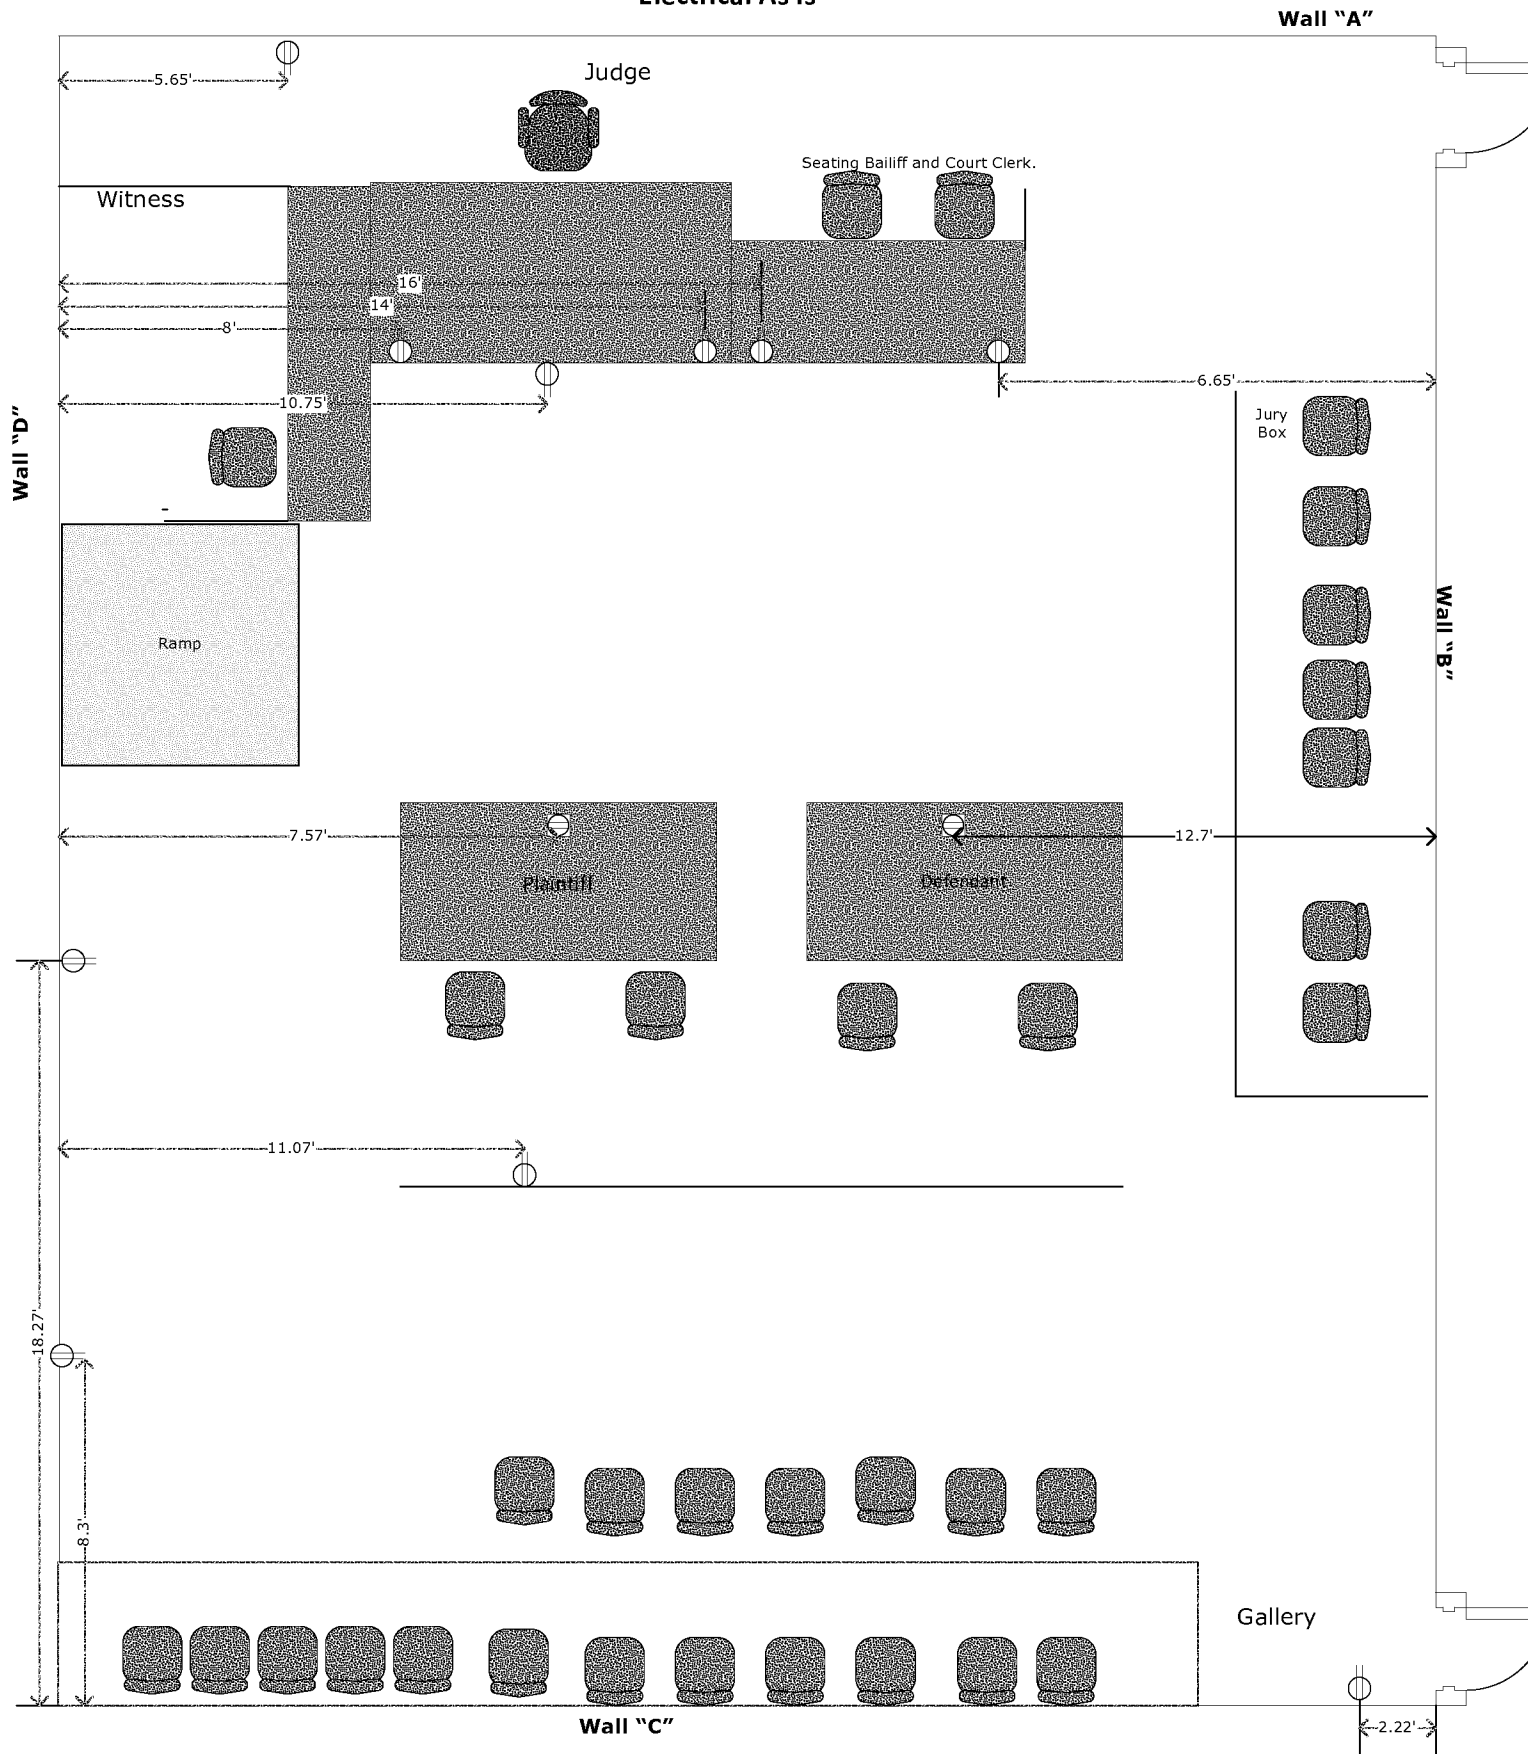 Electrical As is
Wall “A”
5.65'
Judge
Seating Bailiff and Court Clerk.
Witness
16'
14'
8'
6.65'
10.75'
Wall “D”
Jury
Box
Wall “B”
Ramp
7.57'
12.7'
Plaintiff
Defendant
11.07'
18.27'
8.3'
Gallery
Wall “C”
2.22'